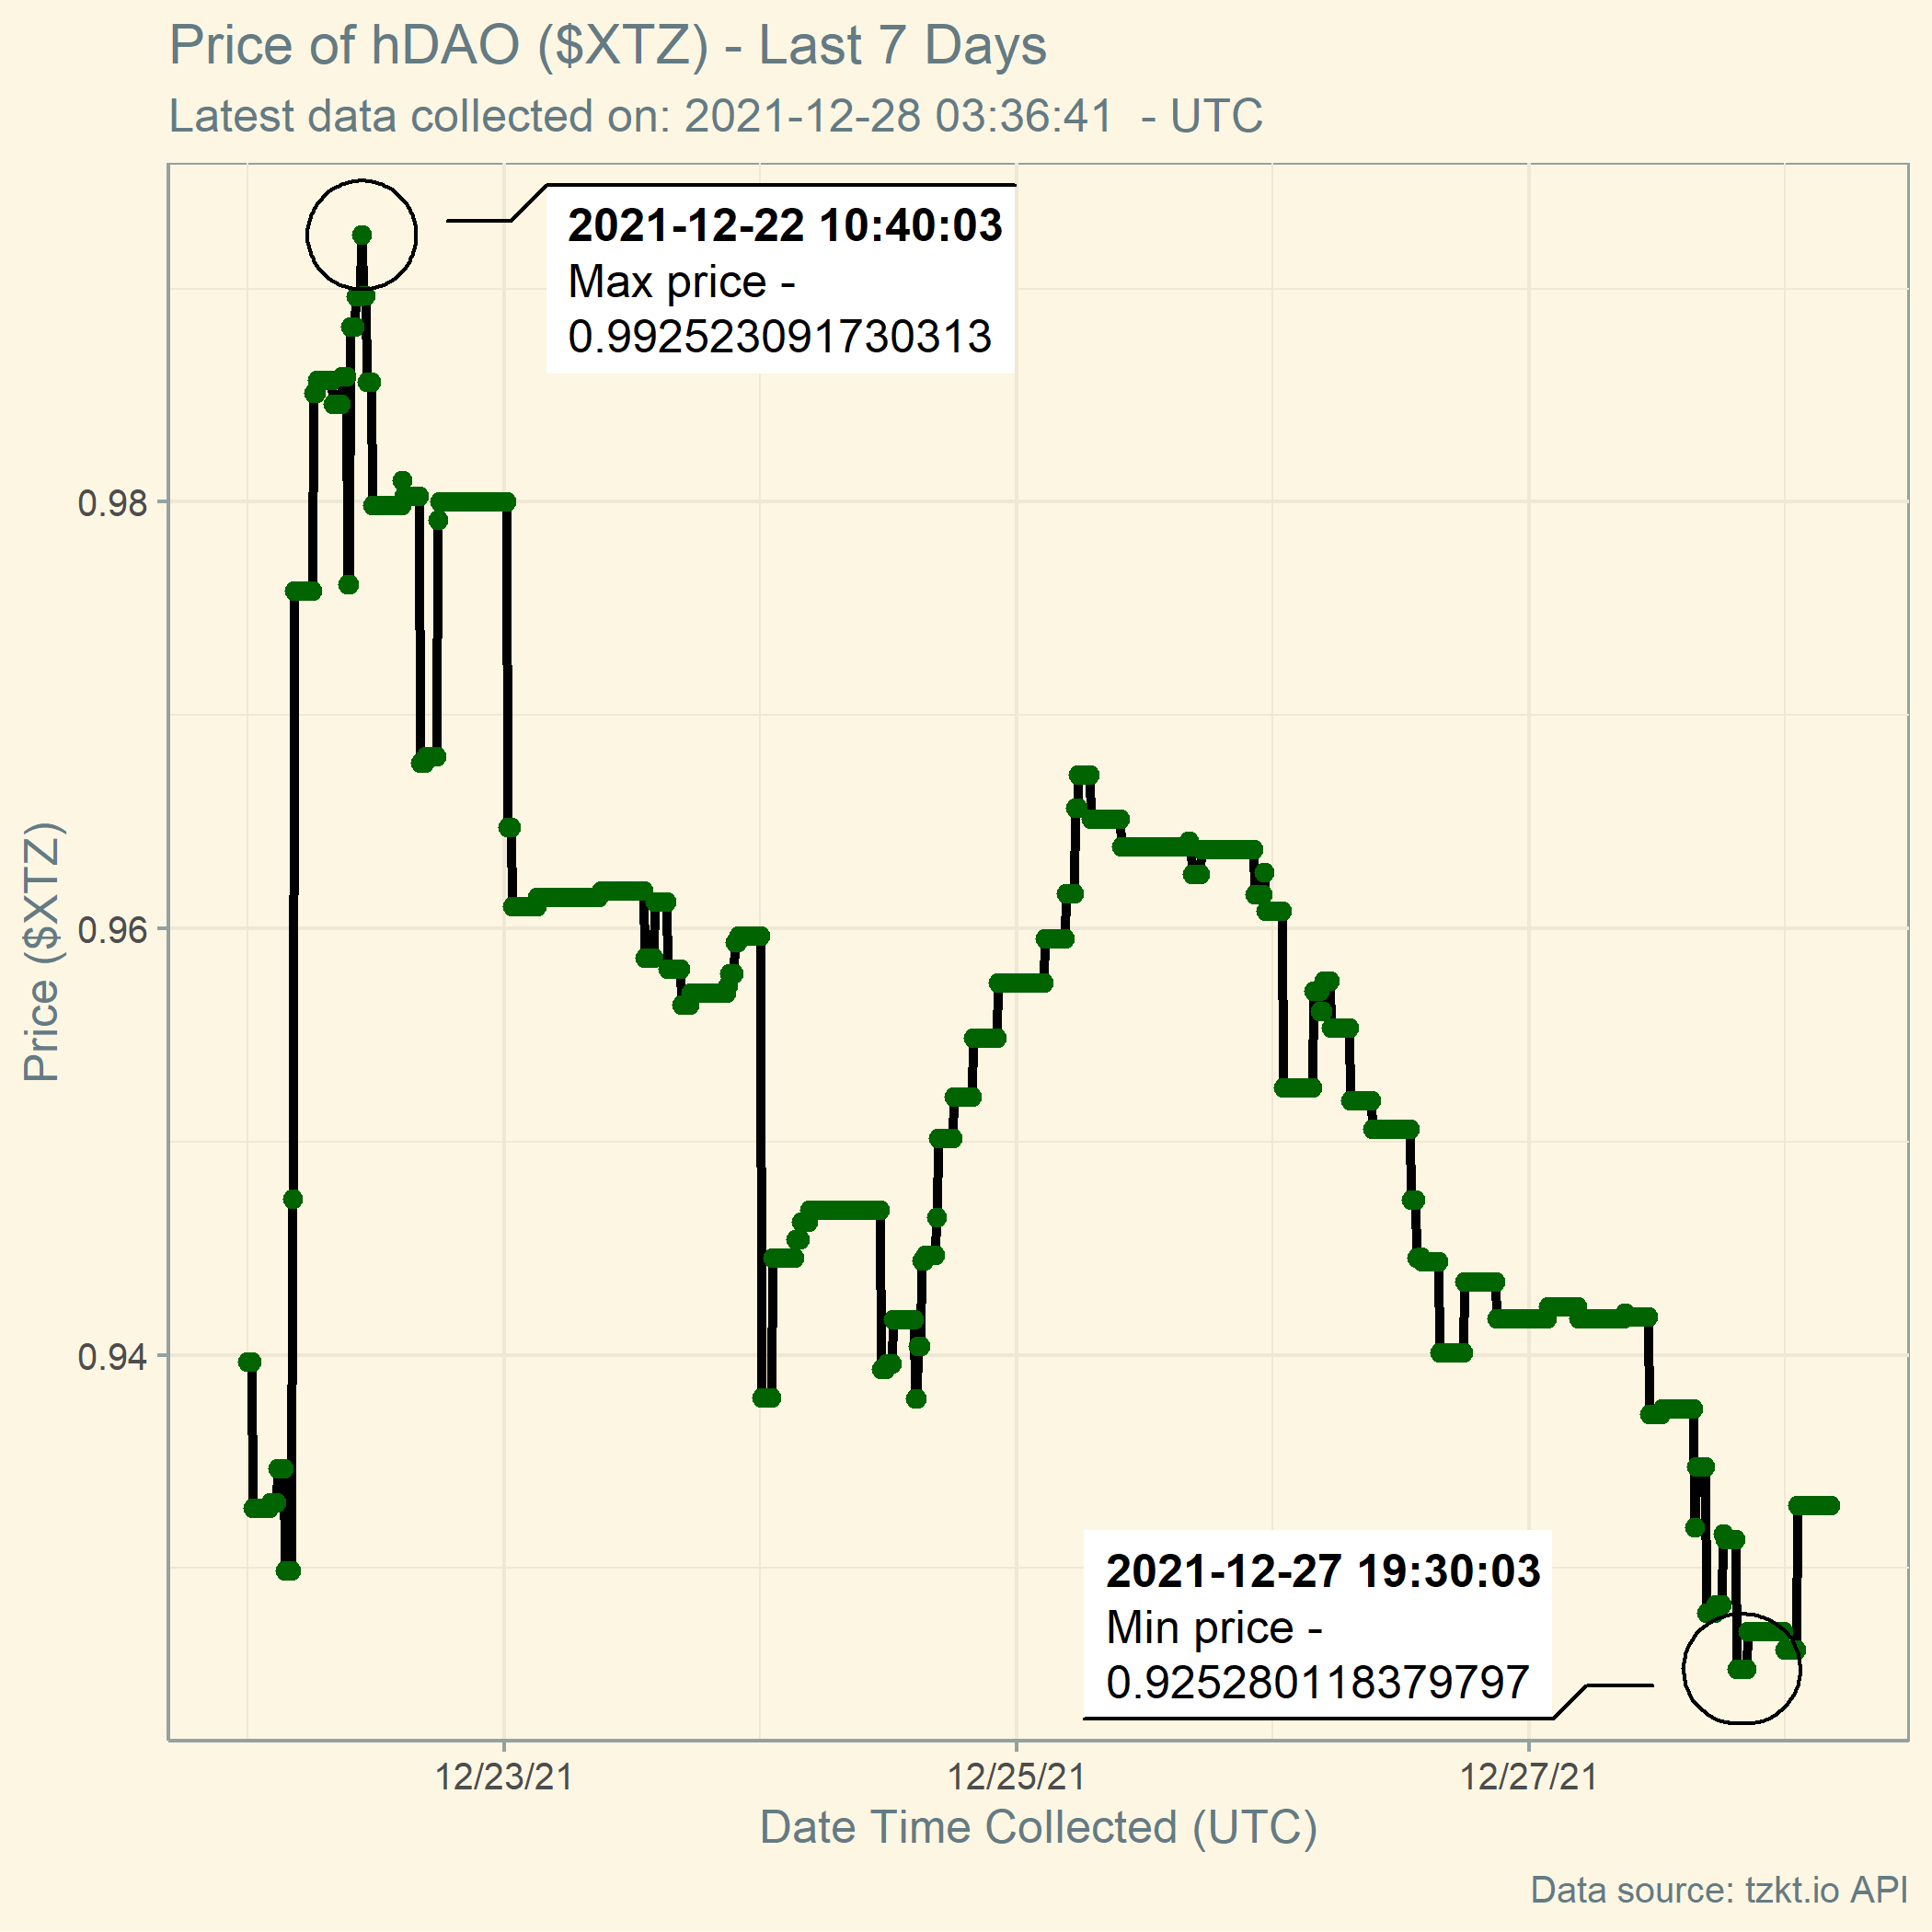 Price of hDAO ($XTZ) - Last 7 Days
Latest data collected on: 2021-12-28 03:36:41  - UTC
2021-12-22 10:40:03
Max price -
0.992523091730313
0.98
0.96
0.94
Price ($XTZ)
2021-12-27 19:30:03
Min price -
0.925280118379797
12/23/21
12/25/21
12/27/21
Date Time Collected (UTC)
Data source: tzkt.io API